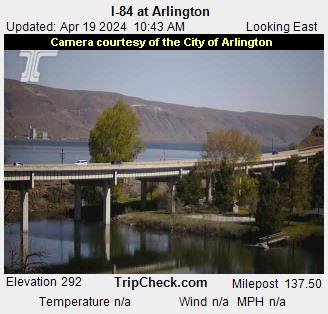 I-84 at Arlington
Updated: Apr 19 2024 10:43 AM Looking East
Camera courtesy of the City of Arlington
Elevation 292 TripCheck.com Milepost 137.50
Temperature n/a Wind n/a MPH n/a